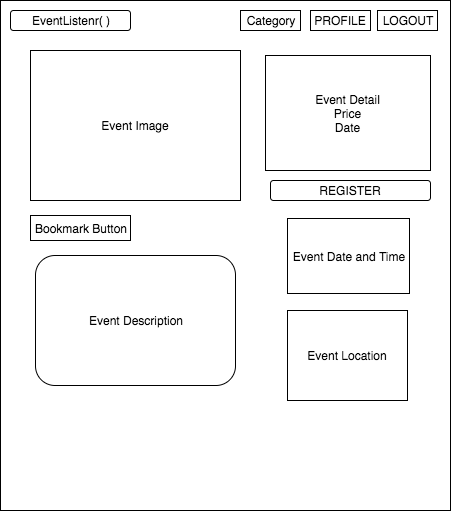 EventListenr( )
Category
PROFILE
LOGOUT
Event Image
Event Detail
Price
Date
REGISTER
Bookmark Button
Event Date and Time
Event Description
Event Location